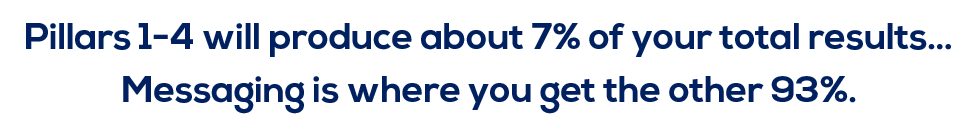 Pillars 1-4 will produce about 7% of your total results...
Messaging is where you get the other 93%.